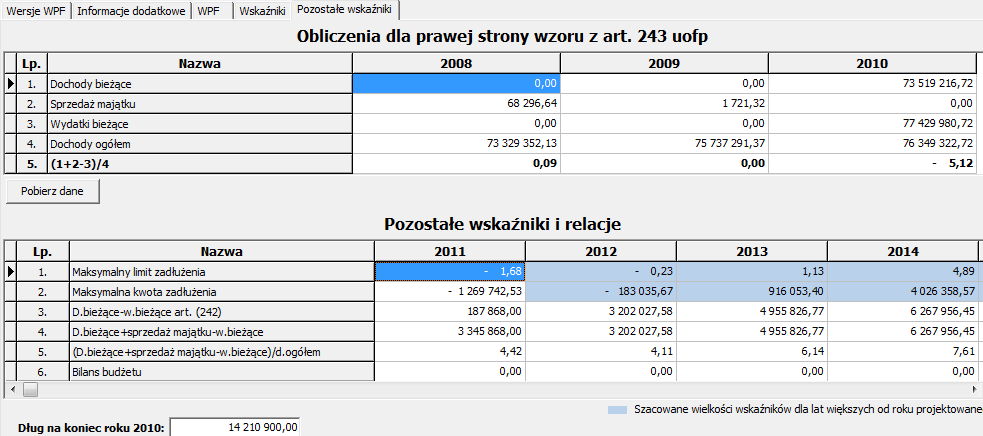 Wersje WPF Informacje dodatkowe WPF Wskaźniki Pozostałe wskaźniki
Obliczenia dla prawej strony wzoru z art. 243 uofp
Lp. Nazwa 2008 2009 2010
1. Dochody bieżące 0,00 0,00 73 519 216,72
2. Sprzedaż majątku 68 296,64 1 721,32 0,00
3. Wydatki bieżące 0,00 0,00 77 429 980,72
4. Dochody ogółem 73 329 352,13 75 737 291,37 76 349 322,72
5. (1+2-3)/4 0,09 0,00 - 5,12
Pobierz dane
Pozostałe wskaźniki i relacje
Lp. Nazwa 2011 2012 2013 2014
1. Maksymalny limit zadłużenia - 1,68 - 0,23 1,13 4,89
2. Maksymalna kwota zadłużenia - 1 269 742,53 - 183 035,67 916 053,40 4 026 358,57
3. D.bieżące-w.bieżące art. (242) 187 868,00 3 202 027,58 4 955 826,77 6 267 956,45
4. D.bieżące+sprzedaż majątku-w.bieżące 3 345 868,00 3 202 027,58 4 955 826,77 6 267 956,45
5. (D.bieżące+sprzedaż majątku-w.bieżące)/d.ogółem 4,42 4,11 6,14 7,61
6. Bilans budżetu 0,00 0,00 0,00 0,00
Szacowane wielkości wskaźników dla lat większych od roku projektowane
Dług na koniec roku 2010: 14 210 900,00